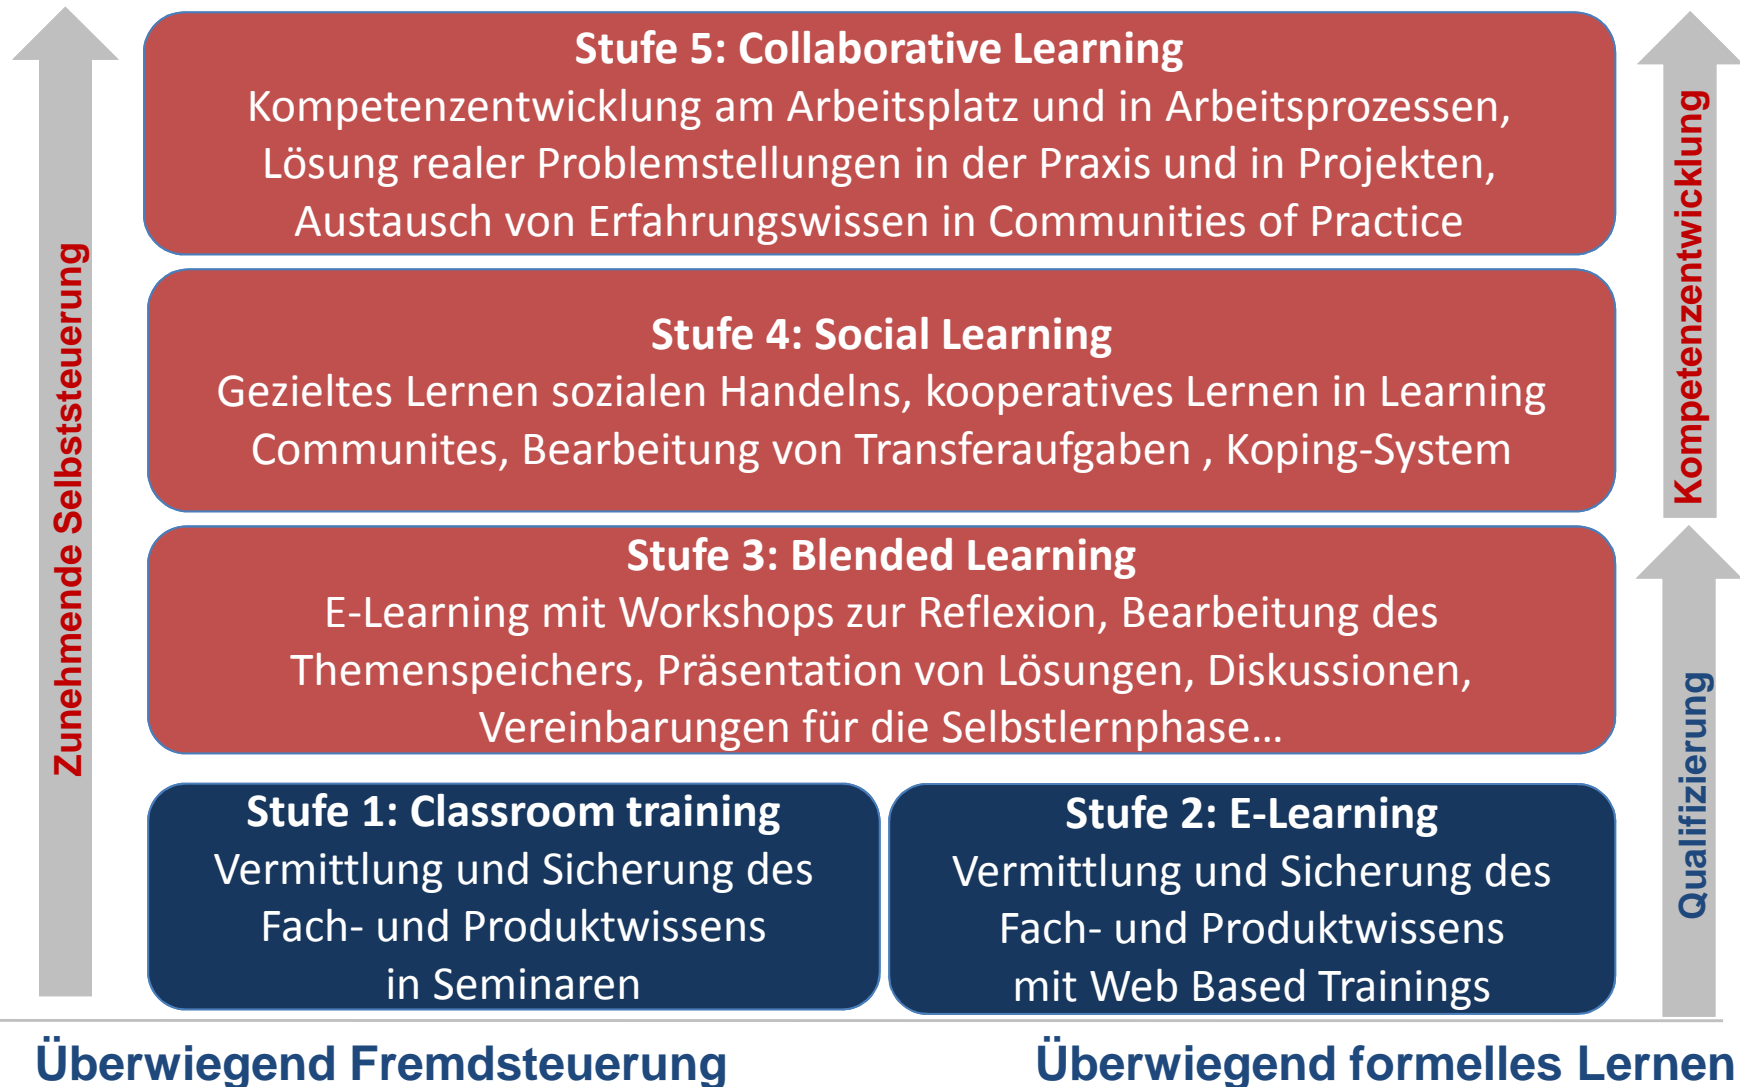 Stufe 5: Collaborative Learning
Kompetenzentwicklung am Arbeitsplatz und in Arbeitsprozessen,
Lösung realer Problemstellungen in der Praxis und in Projekten,
Austausch von Erfahrungswissen in Communities of Practice
Stufe 4: Social Learning
Gezieltes Lernen sozialen Handelns, kooperatives Lernen in Learning
Communites, Bearbeitung von Transferaufgaben , Koping-System
Stufe 3: Blended Learning
E-Learning mit Workshops zur Reflexion, Bearbeitung des
Themenspeichers, Präsentation von Lösungen, Diskussionen,
Vereinbarungen für die Selbstlernphase...
Stufe 1: Classroom training
Vermittlung und Sicherung des
Fach- und Produktwissens
in Seminaren
Stufe 2: E-Learning
Vermittlung und Sicherung des
Fach- und Produktwissens
mit Web Based Trainings
Zunehmende Selbststeuerung
Kompetenzentwicklung
Qualifizierung
Überwiegend Fremdsteuerung
Überwiegend formelles Lernen